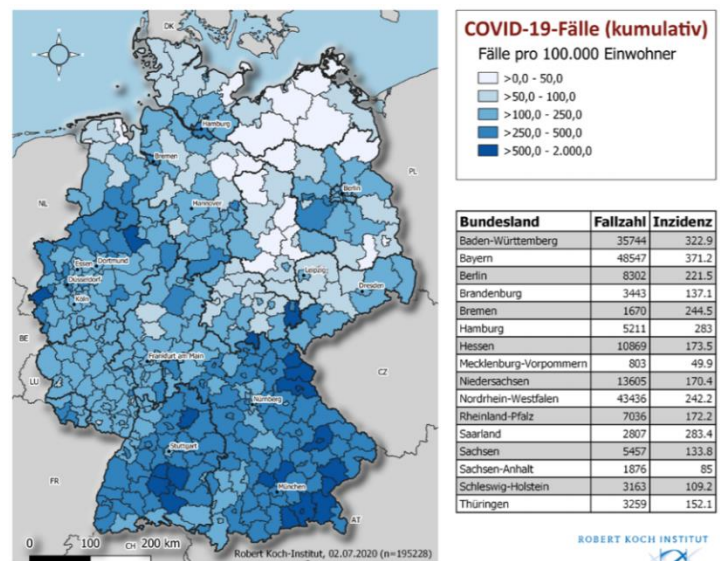 COVID-19-Fälle (kumulativ)
Fälle pro 100.000 Einwohner
>0,0 - 50,0
>50,0 - 100,0
>100,0 - 250,0
>250,0 - 500,0
>500,0 - 2.000,0
DK
Hamburg
Bremen
PL
Berlin
NL
Hannover
Essen
Dortmund
Düsseldorf
Leipzig
Dresden
Köln
BE
Frankfurt am Main
LU
CZ
Nürnberg
Stuttgart
FR
München
AT
CH
0 100 200 km
Robert Koch-Institut, 02.07.2020 (n=195228)
Bundesland Fallzahl Inzidenz
Baden-Württemberg 35744 322.9
Bayern 48547 371.2
Berlin 8302 221.5
Brandenburg 3443 137.1
Bremen 1670 244.5
Hamburg 5211 283
Hessen 10869 173.5
Mecklenburg-Vorpommern 803 49.9
Niedersachsen 13605 170.4
Nordrhein-Westfalen 43436 242.2
Rheinland-Pfalz 7036 172.2
Saarland 2807 283.4
Sachsen 5457 133.8
Sachsen-Anhalt 1876 85
Schleswig-Holstein 3163 109.2
Thüringen 3259 152.1
ROBERT KOCH INSTITUT